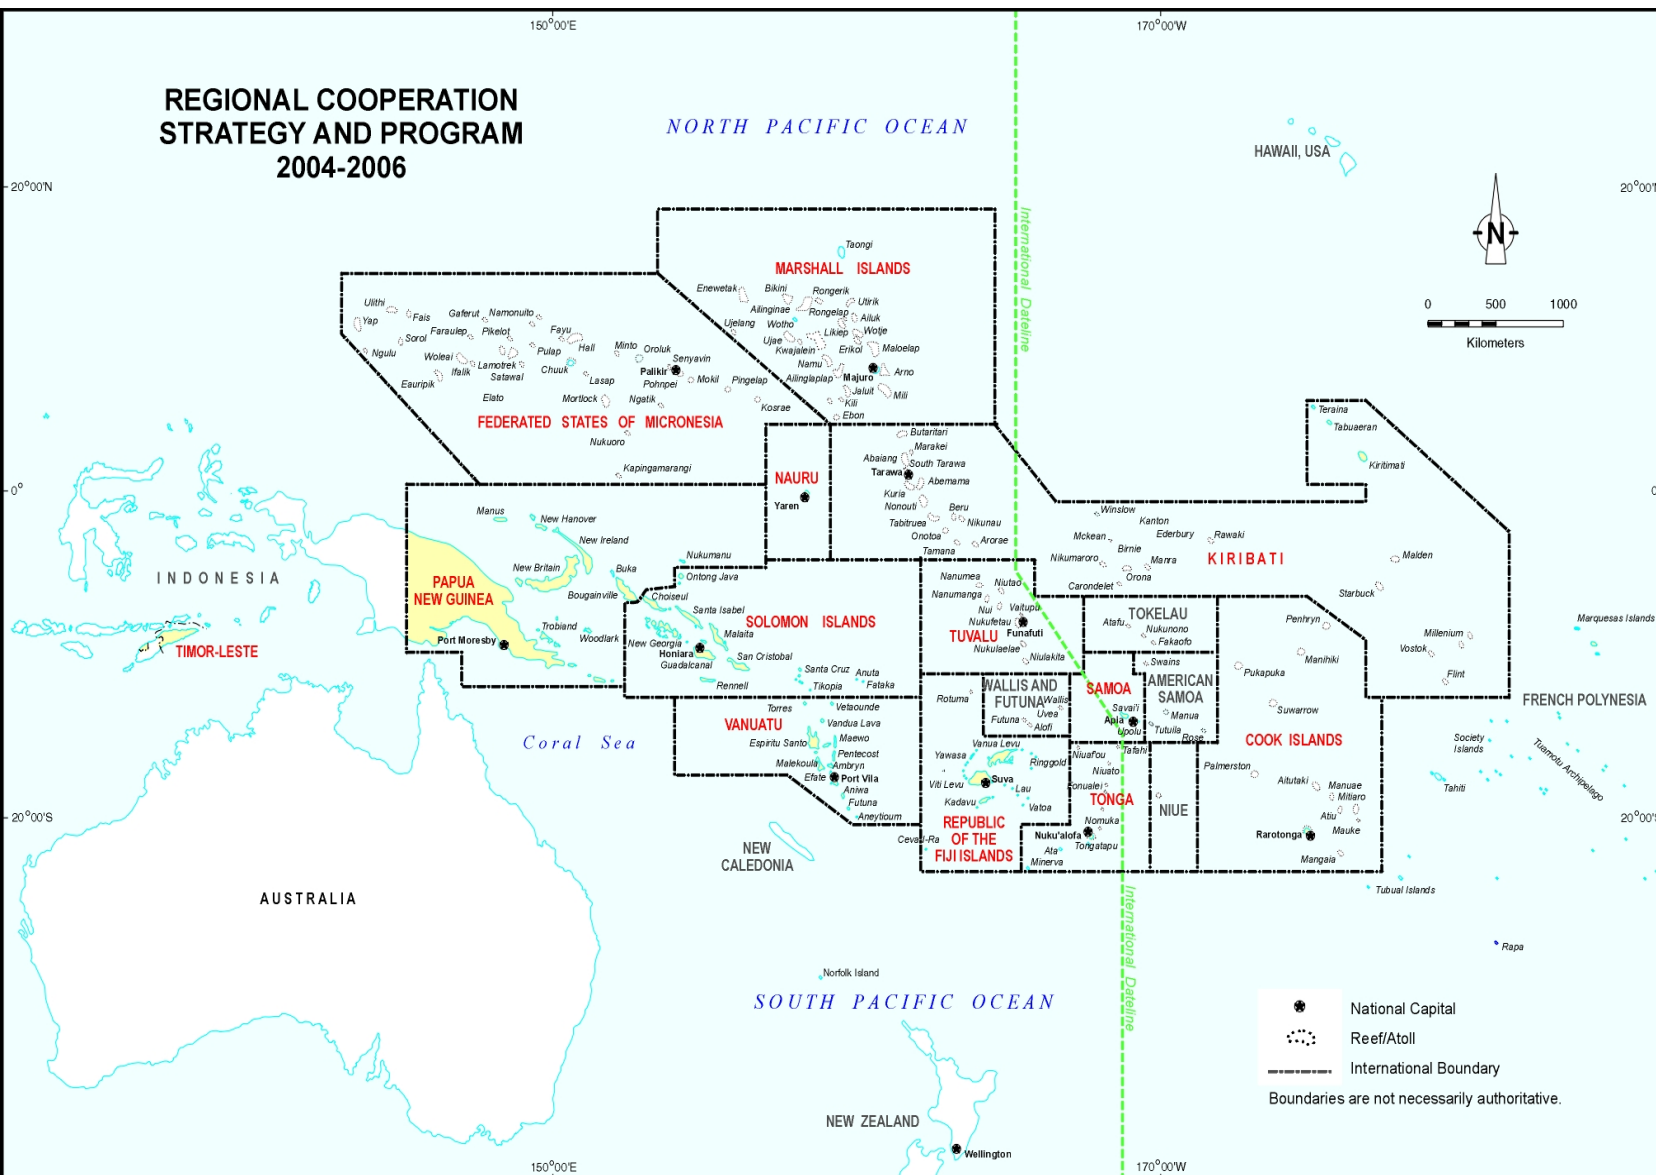 150°00'E
170°00'W
REGIONAL COOPERATION
STRATEGY AND PROGRAM
2004-2006
NORTH PACIFIC OCEAN
HAWAII, USA
20°00'N
20°00'N
International Dateline
N
0 500 1000
Kilometers
Taongi
MARSHALL ISLANDS
Enewetak
Bikini
Rongerik
Ailinginae
Utirik
Rongelap
Ailuk
Ujelang
Wotho
Likiep
Wotje
Ujae
Kwajalein
Erikol
Maloelap
Namu
Ailinglaplap
Majuro
Arno
Jaluit
Mili
Kili
Ebon
Ulithi
Yap
Fais
Gaferut
Namonuito
Faraulep
Pikelot
Fayu
Sorol
Hall
Ngulu
Woleai
Pulap
Minto
Oroluk
Senyavin
Ifalik
Lamotrek
Satawal
Chuuk
Palikir
Pohnpei
Mokil
Pingelap
Eauripik
Lasap
Elato
Mortlock
Ngatik
Kosrae
FEDERATED STATES OF MICRONESIA
Nukuoro
Kapingamarangi
Teraina
Tabuaeran
Kiritimati
Butaritari
Marakei
Abaiang
South Tarawa
Tarawa
Abemama
Kuria
Nonouti
Beru
Tabitruea
Nikunau
Onotoa
Arorae
Tamana
NAURU
Yaren
0°
Winslow
Kanton
Mckean
Ederbury
Rawaki
Birnie
Nikumaroro
Manra
Orona
Carondelet
KIRIBATI
Malden
Starbuck
Millenium
Vostok
Flint
Manus
New Hanover
New Ireland
New Britain
Buka
Bougainville
Nukumanu
Ontong Java
Choiseul
INDONESIA
PAPUA
NEW GUINEA
Santa Isabel
SOLOMON ISLANDS
Trobiand
Woodlark
Malaita
New Georgia
Honiara
Guadalcanal
San Cristobal
Port Moresby
TIMOR-LESTE
Santa Cruz
Anuta
Rennell
Tikopia
Fataka
Nanumea
Niutao
Nanumanga
Nui
Vaitupu
Nukufetau
Funafuti
TUVALU
Nukulaelae
Niulakita
TOKELAU
Atafu
Nukunono
Fakaofo
Swains
Penrhyn
Manihiki
Pukapuka
Marquesas Islands
SAMOA
AMERICAN
SAMOA
Savai'i
Apia
Upolu
Manua
Tutuila
Rose
Suwarrow
COOK ISLANDS
FRENCH POLYNESIA
WALLIS AND
FUTUNA
Wallis
Uvea
Futuna
Alofi
Rotuma
Coral Sea
VANUATU
Torres
Vetaounde
Vandua Lava
Espiritu Santo
Maewo
Pentecost
Malekoula
Ambryn
Efate
Port Vila
Aniwa
Futuna
Aneytioum
Vanua Levu
Yawasa
Ringgold
Viti Levu
Suva
Lau
Kadavu
Vatoa
REPUBLIC
OF THE
FIJI ISLANDS
Ceva-i-Ra
Tafahi
Niuafou
Niuato
Fonualei
TONGA
Nomuka
Nuku'alofa
Tongatapu
Ata
Minerva
NIUE
Palmerston
Aitutaki
Manuae
Mitiaro
Atiu
Mauke
Rarotonga
Mangaia
Society
Islands
Tuamotu Archipelago
Tahiti
20°00'S
20°00'S
NEW
CALEDONIA
AUSTRALIA
Tubual Islands
Rapa
International Dateline
Norfolk Island
SOUTH PACIFIC OCEAN
NEW ZEALAND
Wellington
National Capital
Reef/Atoll
International Boundary
Boundaries are not necessarily authoritative.
150°00'E
170°00'W